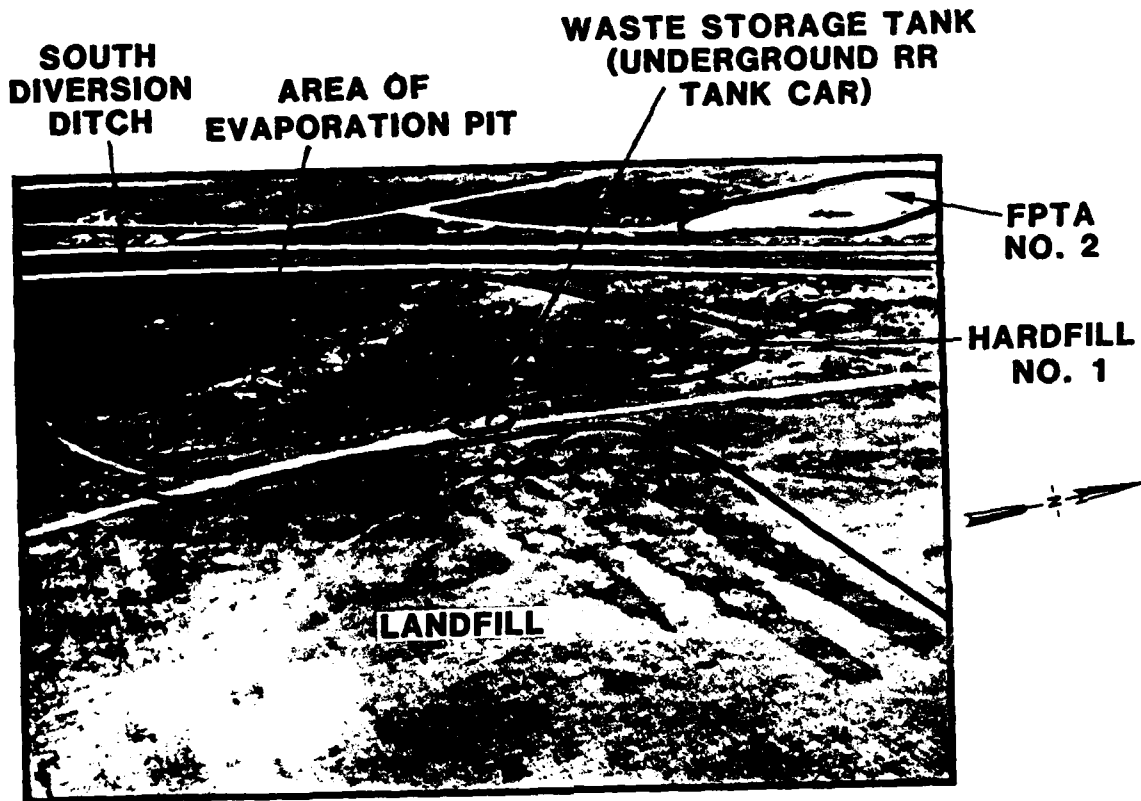 SOUTH
DIVERSION
DITCH
AREA OF
EVAPORATION PIT
WASTE STORAGE TANK
(UNDERGROUND RR
TANK CAR)
FPTA
NO. 2
HARDFILL
NO. 1
N
LANDFILL